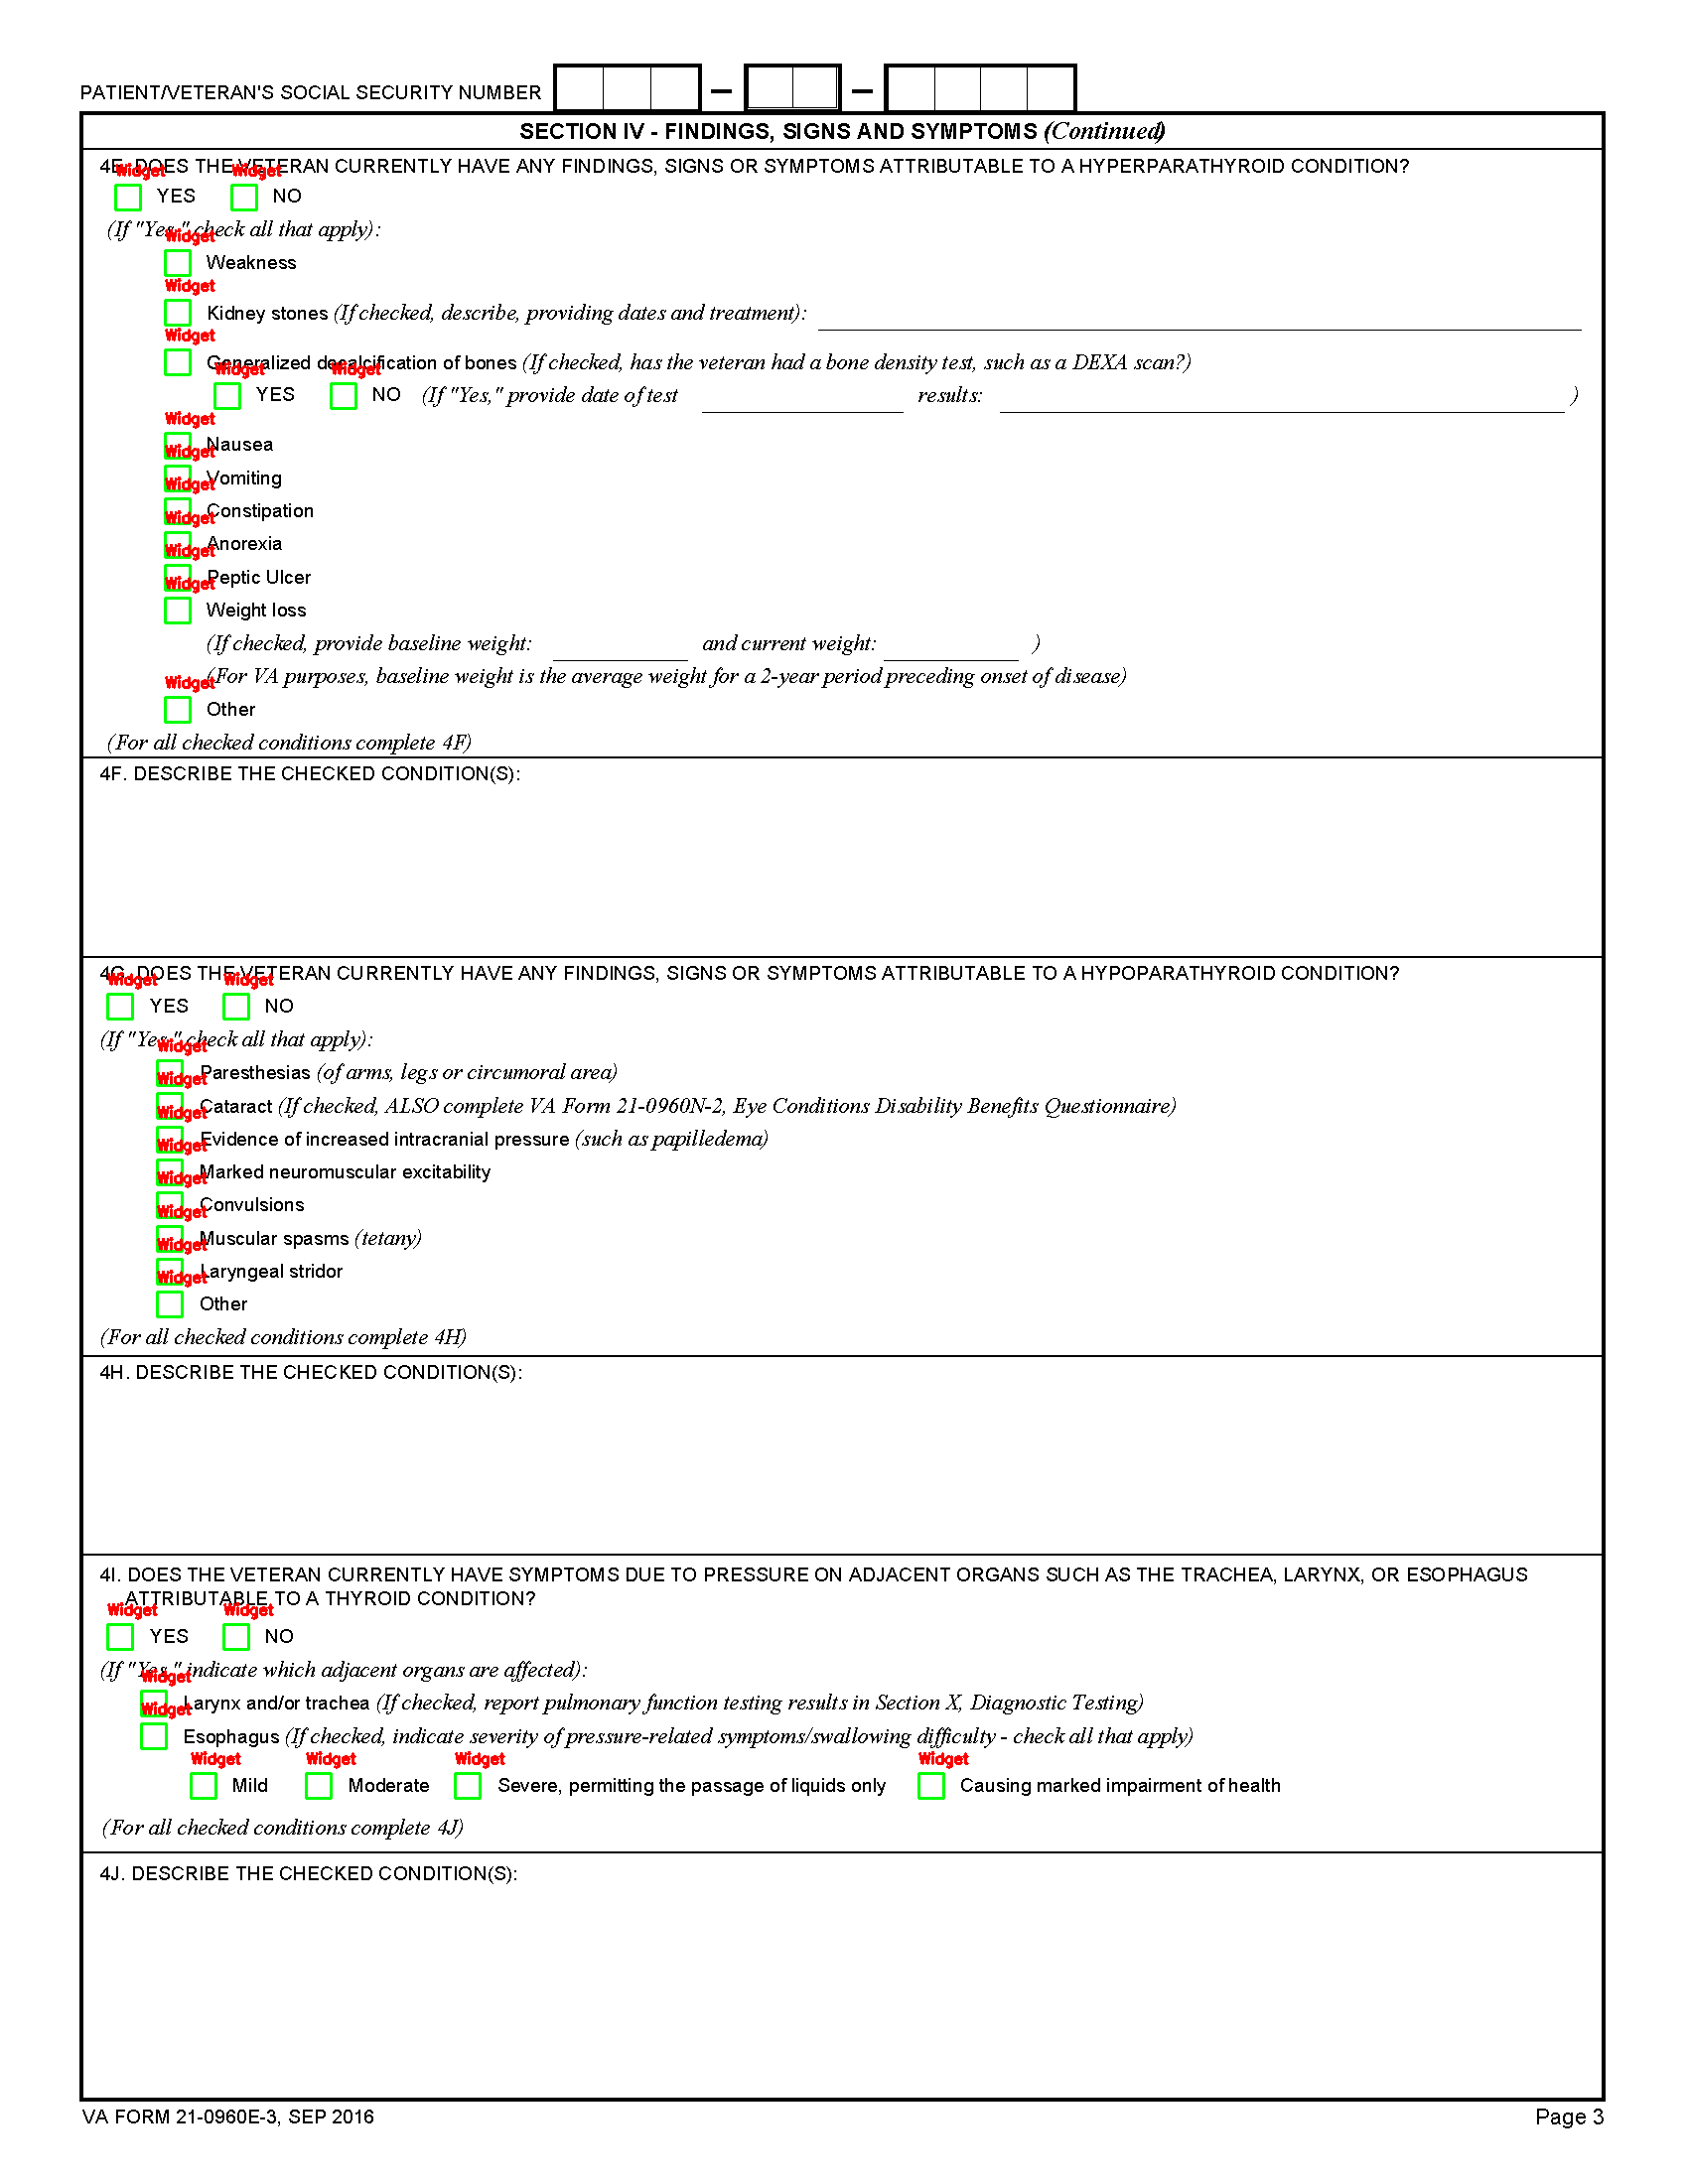 PATIENT/VETERAN'S SOCIAL SECURITY NUMBER
SECTION IV - FINDINGS, SIGNS AND SYMPTOMS (Continued)
4E. DOES THE VETERAN CURRENTLY HAVE ANY FINDINGS, SIGNS OR SYMPTOMS ATTRIBUTABLE TO A HYPERPARATHYROID CONDITION?
Widget Widget
YES NO
(If "Yes," check all that apply):
Widget
Weakness
Widget
Kidney stones (If checked, describe, providing dates and treatment):
Widget
Generalized decalcification of bones (If checked, has the veteran had a bone density test, such as a DEXA scan?)
Widget Widget
YES NO (If "Yes," provide date of test results: )
Widget
Nausea
Widget
Vomiting
Widget
Constipation
Widget
Anorexia
Widget
Peptic Ulcer
Widget
Weight loss
(If checked, provide baseline weight: and current weight: )
(For VA purposes, baseline weight is the average weight for a 2-year period preceding onset of disease)
Widget
Other
(For all checked conditions complete 4F)
4F. DESCRIBE THE CHECKED CONDITION(S):
4G. DOES THE VETERAN CURRENTLY HAVE ANY FINDINGS, SIGNS OR SYMPTOMS ATTRIBUTABLE TO A HYPOPARATHYROID CONDITION?
Widget Widget
YES NO
(If "Yes," check all that apply):
Widget
Paresthesias (of arms, legs or circumoral area)
Widget
Cataract (If checked, ALSO complete VA Form 21-0960N-2, Eye Conditions Disability Benefits Questionnaire)
Widget
Evidence of increased intracranial pressure (such as papilledema)
Widget
Marked neuromuscular excitability
Widget
Convulsions
Widget
Muscular spasms (tetany)
Widget
Laryngeal stridor
Widget
Other
(For all checked conditions complete 4H)
4H. DESCRIBE THE CHECKED CONDITION(S):
4I. DOES THE VETERAN CURRENTLY HAVE SYMPTOMS DUE TO PRESSURE ON ADJACENT ORGANS SUCH AS THE TRACHEA, LARYNX, OR ESOPHAGUS
ATTRIBUTABLE TO A THYROID CONDITION?
Widget Widget
YES NO
(If "Yes," indicate which adjacent organs are affected):
Widget
Larynx and/or trachea (If checked, report pulmonary function testing results in Section X, Diagnostic Testing)
Widget
Esophagus (If checked, indicate severity of pressure-related symptoms/swallowing difficulty - check all that apply)
Widget Widget Widget Widget
Mild Moderate Severe, permitting the passage of liquids only Causing marked impairment of health
(For all checked conditions complete 4J)
4J. DESCRIBE THE CHECKED CONDITION(S):
VA FORM 21-0960E-3, SEP 2016 Page 3